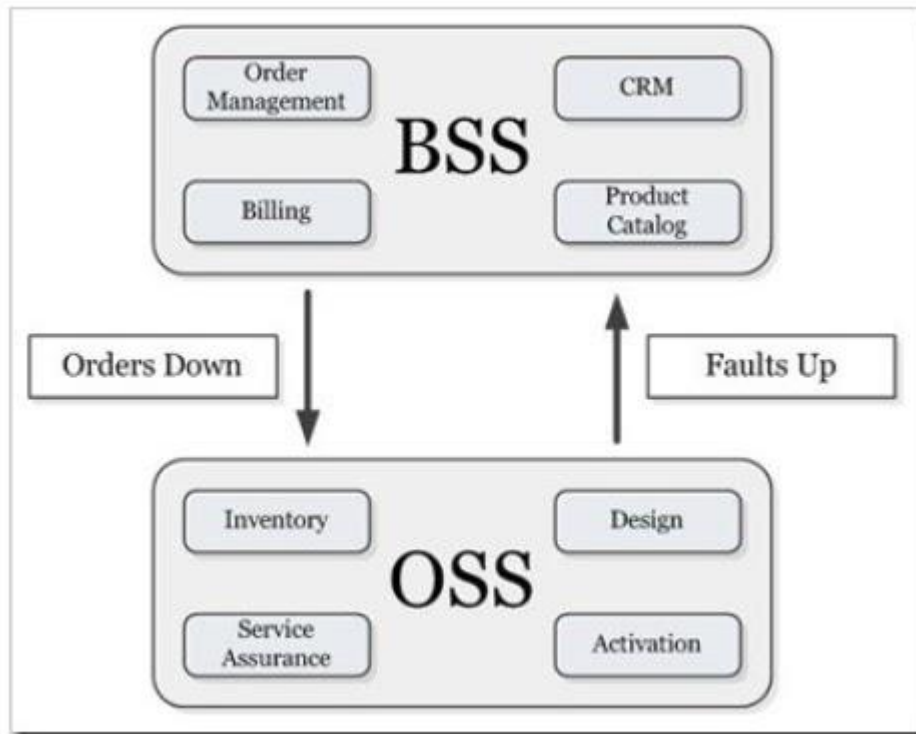 Order
Management
CRM
BSS
Billing
Product
Catalog
Orders Down
Faults Up
Inventory
Design
OSS
Service
Assurance
Activation